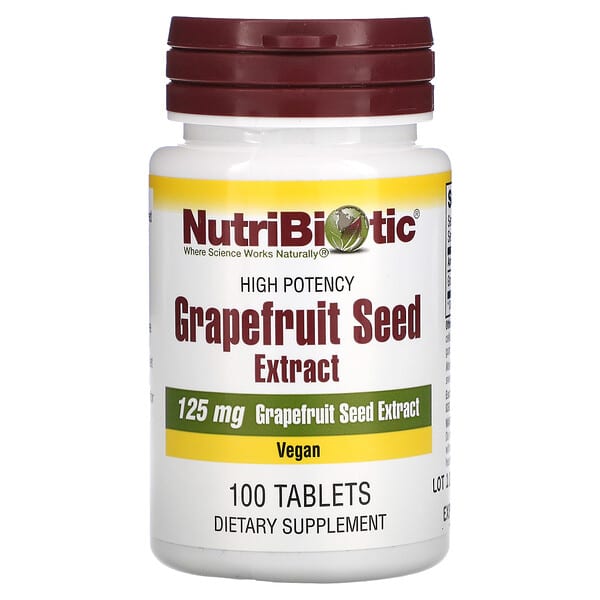 NutriBiotic®
Where Science Works Naturally®
HIGH POTENCY
Grapefruit Seed
Extract
125 mg Grapefruit Seed Extract
Vegan
100 TABLETS
DIETARY SUPPLEMENT
LOT